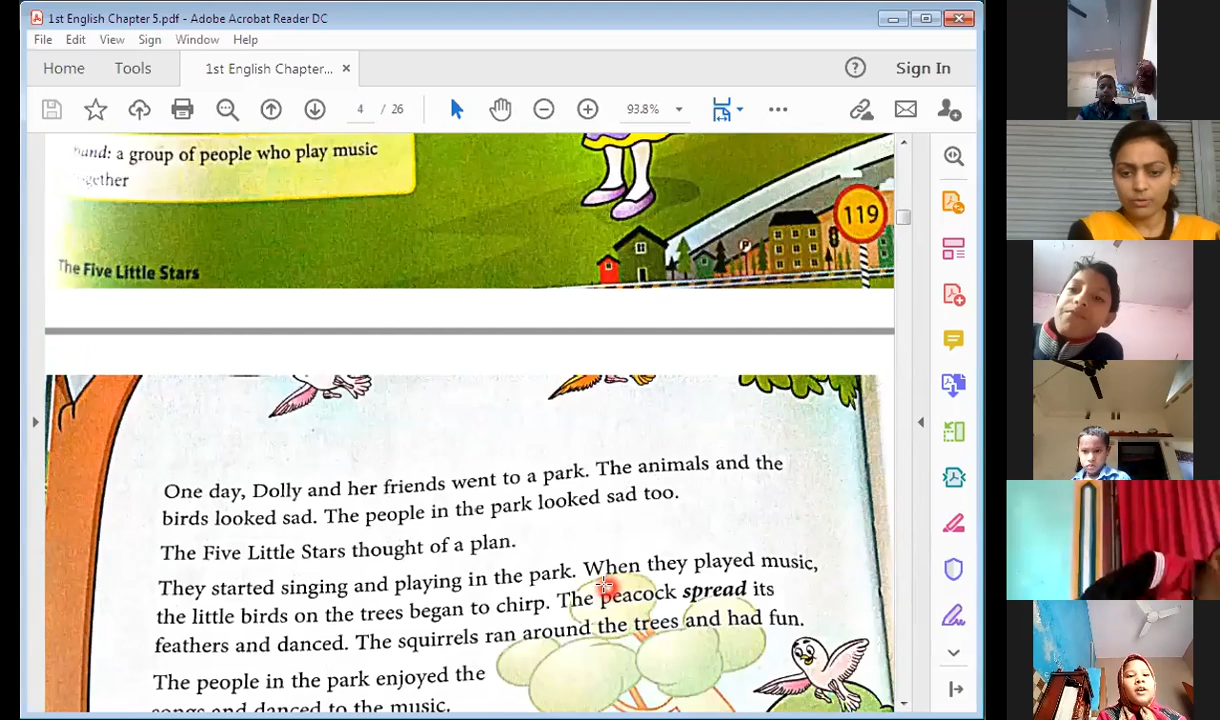 1st English Chapter 5.pdf - Adobe Acrobat Reader DC
File Edit View Sign Window Help
Home Tools 1st English Chapter... × Sign In
4 / 26 93.8%
a group of people who play music
119
The Five Little Stars
P
One day, Dolly and her friends went to a park. The animals and the
birds looked sad. The people in the park looked sad too.
The Five Little Stars thought of a plan.
They started singing and playing in the park. When they played music,
the little birds on the trees began to chirp. The peacock spread its
feathers and danced. The squirrels ran around the trees and had fun.
The people in the park enjoyed the
songs and danced to the music.